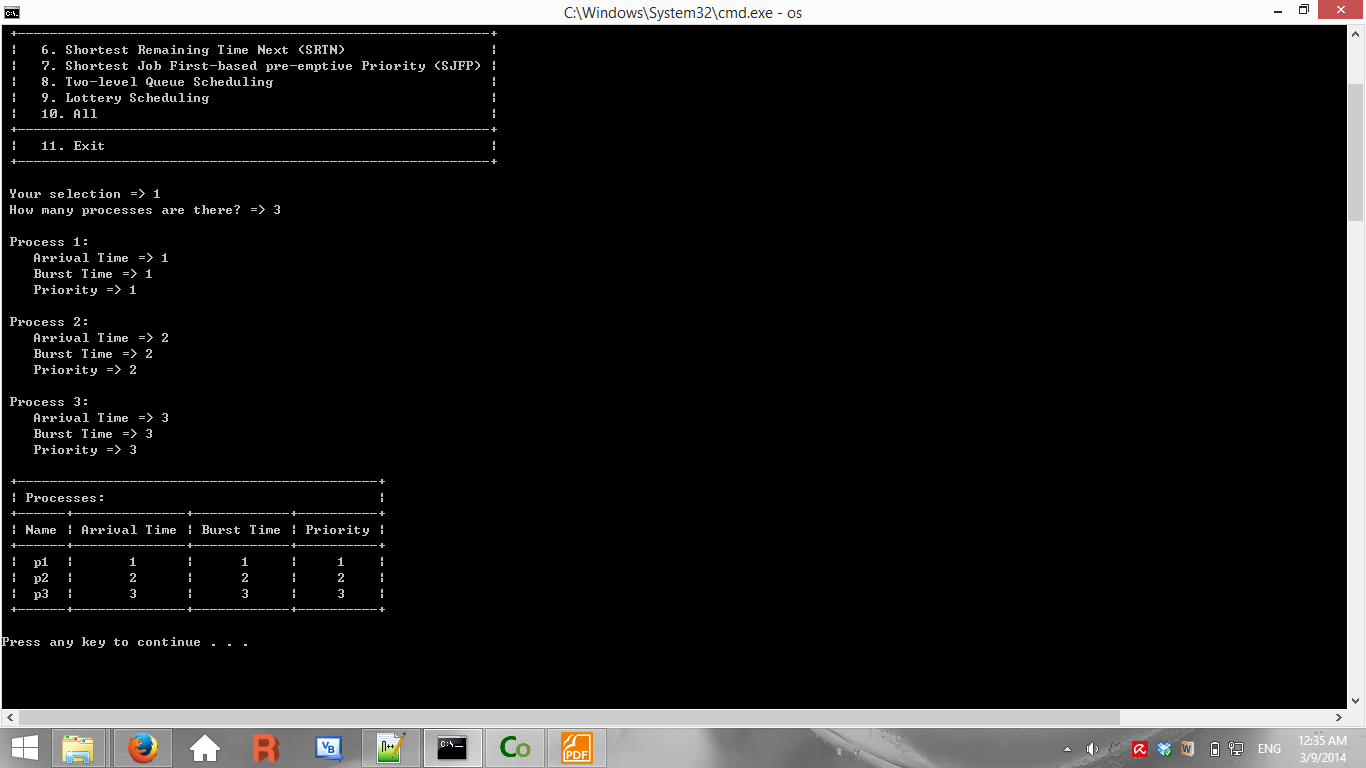 C:\Windows\System32\cmd.exe - os
+-----------------------------------------------------------+
¦   6. Shortest Remaining Time Next (SRTN)                  ¦
¦   7. Shortest Job First-based pre-emptive Priority (SJFP) ¦
¦   8. Two-level Queue Scheduling                           ¦
¦   9. Lottery Scheduling                                   ¦
¦   10. All                                                 ¦
+-----------------------------------------------------------+
¦   11. Exit                                                ¦
+-----------------------------------------------------------+
Your selection => 1
How many processes are there? => 3
Process 1:
Arrival Time => 1
Burst Time => 1
Priority => 1
Process 2:
Arrival Time => 2
Burst Time => 2
Priority => 2
Process 3:
Arrival Time => 3
Burst Time => 3
Priority => 3
+---------------------------------------------+
¦ Processes:                                  ¦
+------+--------------+------------+----------+
¦ Name ¦ Arrival Time ¦ Burst Time ¦ Priority ¦
+------+--------------+------------+----------+
¦  p1  ¦      1       ¦     1      ¦    1     ¦
¦  p2  ¦      2       ¦     2      ¦    2     ¦
¦  p3  ¦      3       ¦     3      ¦    3     ¦
+------+--------------+------------+----------+
Press any key to continue . . .
ENG
12:35 AM
3/9/2014
R
VB
C:\
Co
PDF
W